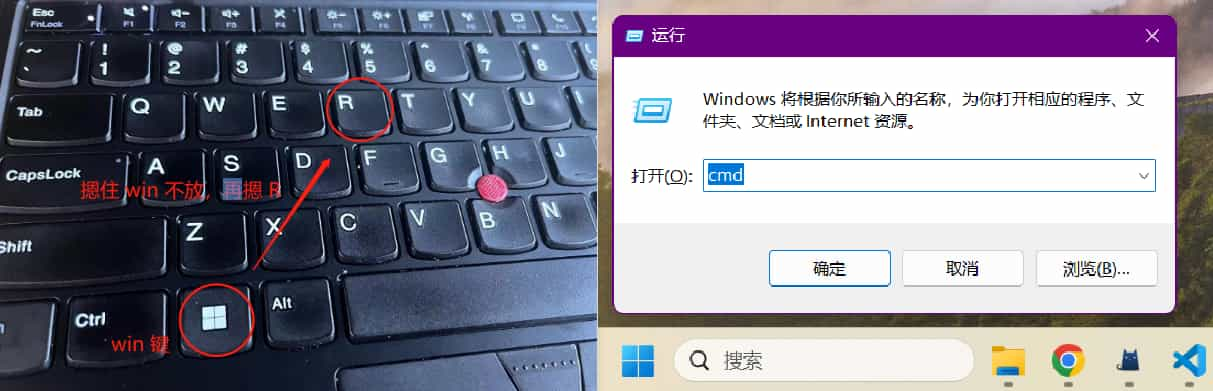 Esc
FnLock
F1
F2
F3
F4
F5
F6
F7
~
`
!
1
@
2
#
3
$
4
%
5
^
6
&
7
*
8
Tab
Q
W
E
R
T
Y
U
I
CapsLock
A
S
D
F
G
H
J
摁住 win 不放，再摁 R
Shift
Z
X
C
V
B
N
Ctrl
Alt
win 键
运行
Windows 将根据你所输入的名称，为你打开相应的程序、文
件夹、文档或 Internet 资源。
打开(O):
cmd
确定
取消
浏览(B)...
搜索